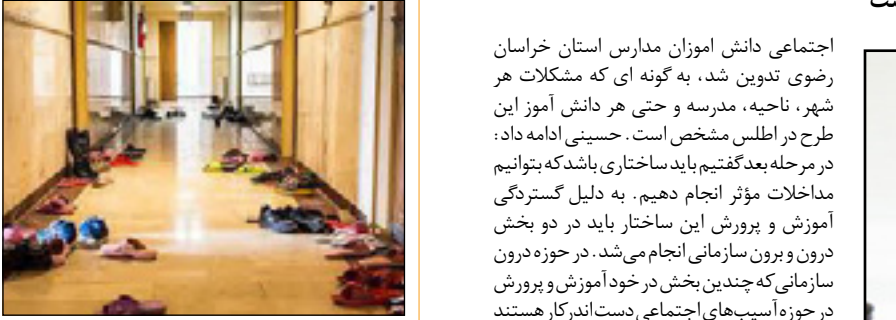 اجتماعی دانش اموزان مدارس استان خراسان
رضوی تدوین شد، به گونه ای که مشکلات هر
شهر، ناحیه، مدرسه و حتی هر دانش آموز این
طرح در اطلس مشخص است. حسینی ادامه داد:
در مرحله بعد گفتیم باید ساختاری باشد که بتوانیم
مداخلات مؤثر انجام دهیم. به دلیل گستردگی
آموزش و پرورش این ساختار باید در دو بخش
درون و برون سازمانی انجام می‌شد. در حوزه درون
سازمانی که چندین بخش در خود آموزش و پرورش
در حوزه آسیب‌های اجتماعی دست‌اندرکار هستند